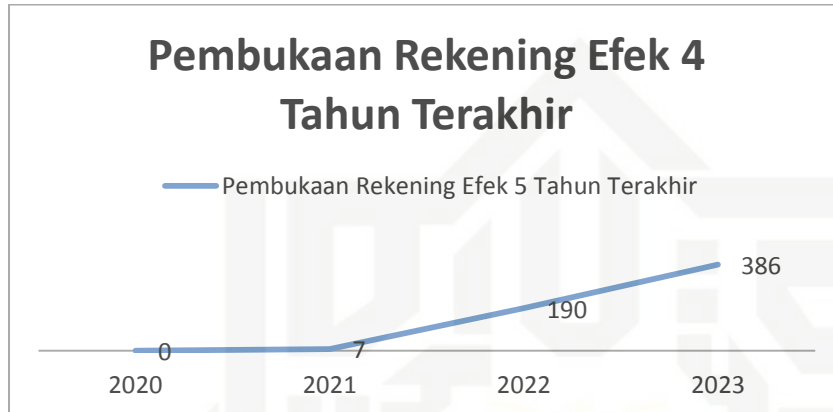 Pembukaan Rekening Efek 4
Tahun Terakhir
Pembukaan Rekening Efek 5 Tahun Terakhir
386
190
0
7
2020
2021
2022
2023